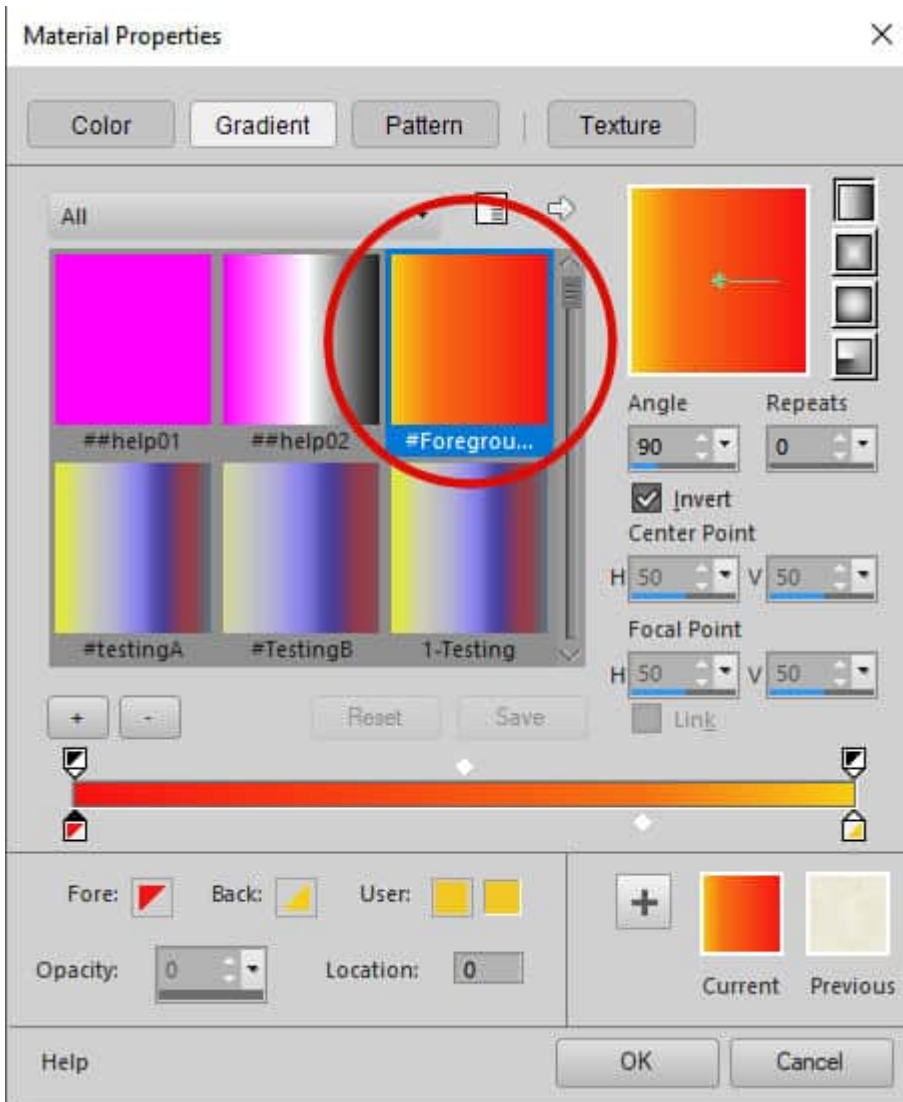 Material Properties
Color Gradient Pattern Texture
All
##help01 ##help02 #Foregrou...
#testingA #TestingB 1-Testing
Angle Repeats
90 0
Invert
Center Point
H 50 V 50
Focal Point
H 50 V 50
Link
+ - Reset Save
Fore: Back: User:
Opacity: 0 Location: 0
Current Previous
Help OK Cancel